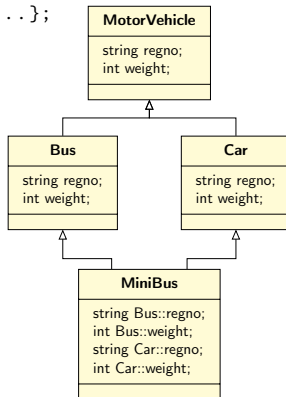 ..};
MotorVehicle
string regno;
int weight;
Bus
string regno;
int weight;
Car
string regno;
int weight;
MiniBus
string Bus::regno;
int Bus::weight;
string Car::regno;
int Car::weight;